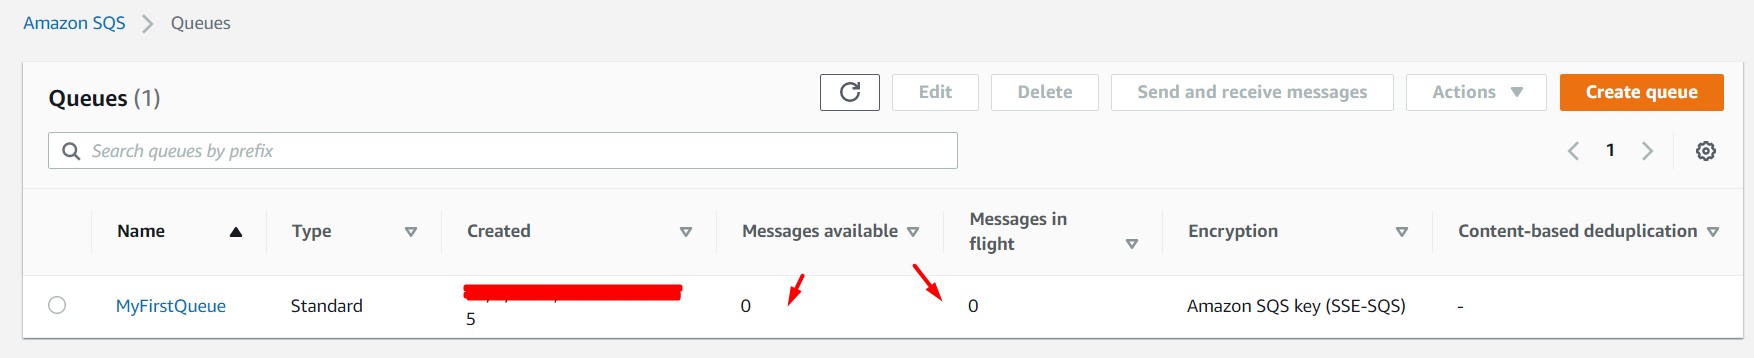 Amazon SQS > Queues
Queues (1)
Edit
Delete
Send and receive messages
Actions
Create queue
Search queues by prefix
1
Name
Type
Created
Messages available
Messages in
flight
Encryption
Content-based deduplication
MyFirstQueue
Standard
5
0
0
Amazon SQS key (SSE-SQS)
-